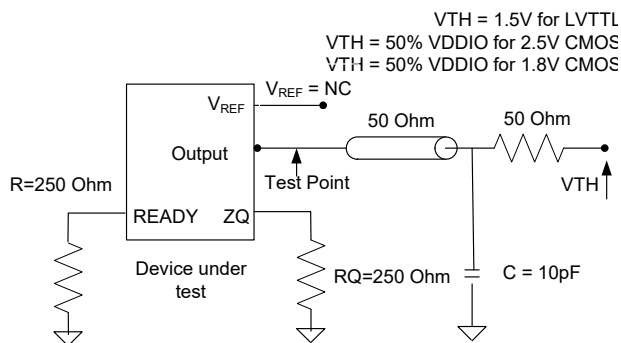 VTH = 1.5V for LVTTL
VTH = 50% VDDIO for 2.5V CMOS
VTH = 50% VDDIO for 1.8V CMOS
VREF = NC
VREF
50 Ohm
50 Ohm
Output
Test Point
VTH
R=250 Ohm
READY
ZQ
Device under
test
RQ=250 Ohm
C = 10pF